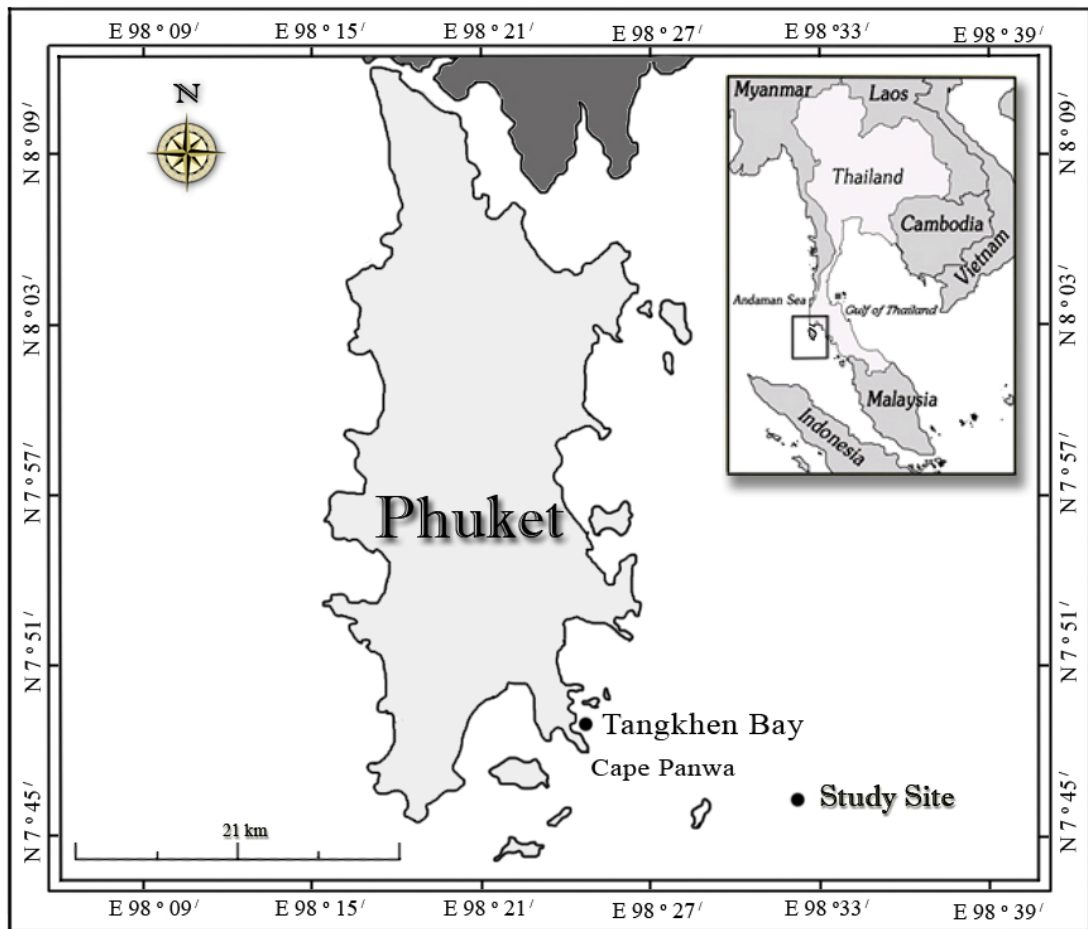 E 98 º 09 / E 98 º 15 / E 98 º 21 / E 98 º 27 / E 98 º 33 / E 98 º 39 /
N
Myanmar
Laos
Thailand
Cambodia
Vietnam
Andaman Sea
Gulf of Thailand
Malaysia
Indonesia
N 8 º 09 /
N 8 º 03 /
N 7 º 57 /
N 7 º 51 /
N 7 º 45 /
N 8 º 09 /
N 8 º 03 /
N 7 º 57 /
N 7 º 51 /
N 7 º 45 /
Phuket
Tangkhen Bay
Cape Panwa
Study Site
21 km
E 98 º 09 / E 98 º 15 / E 98 º 21 / E 98 º 27 / E 98 º 33 / E 98 º 39 /